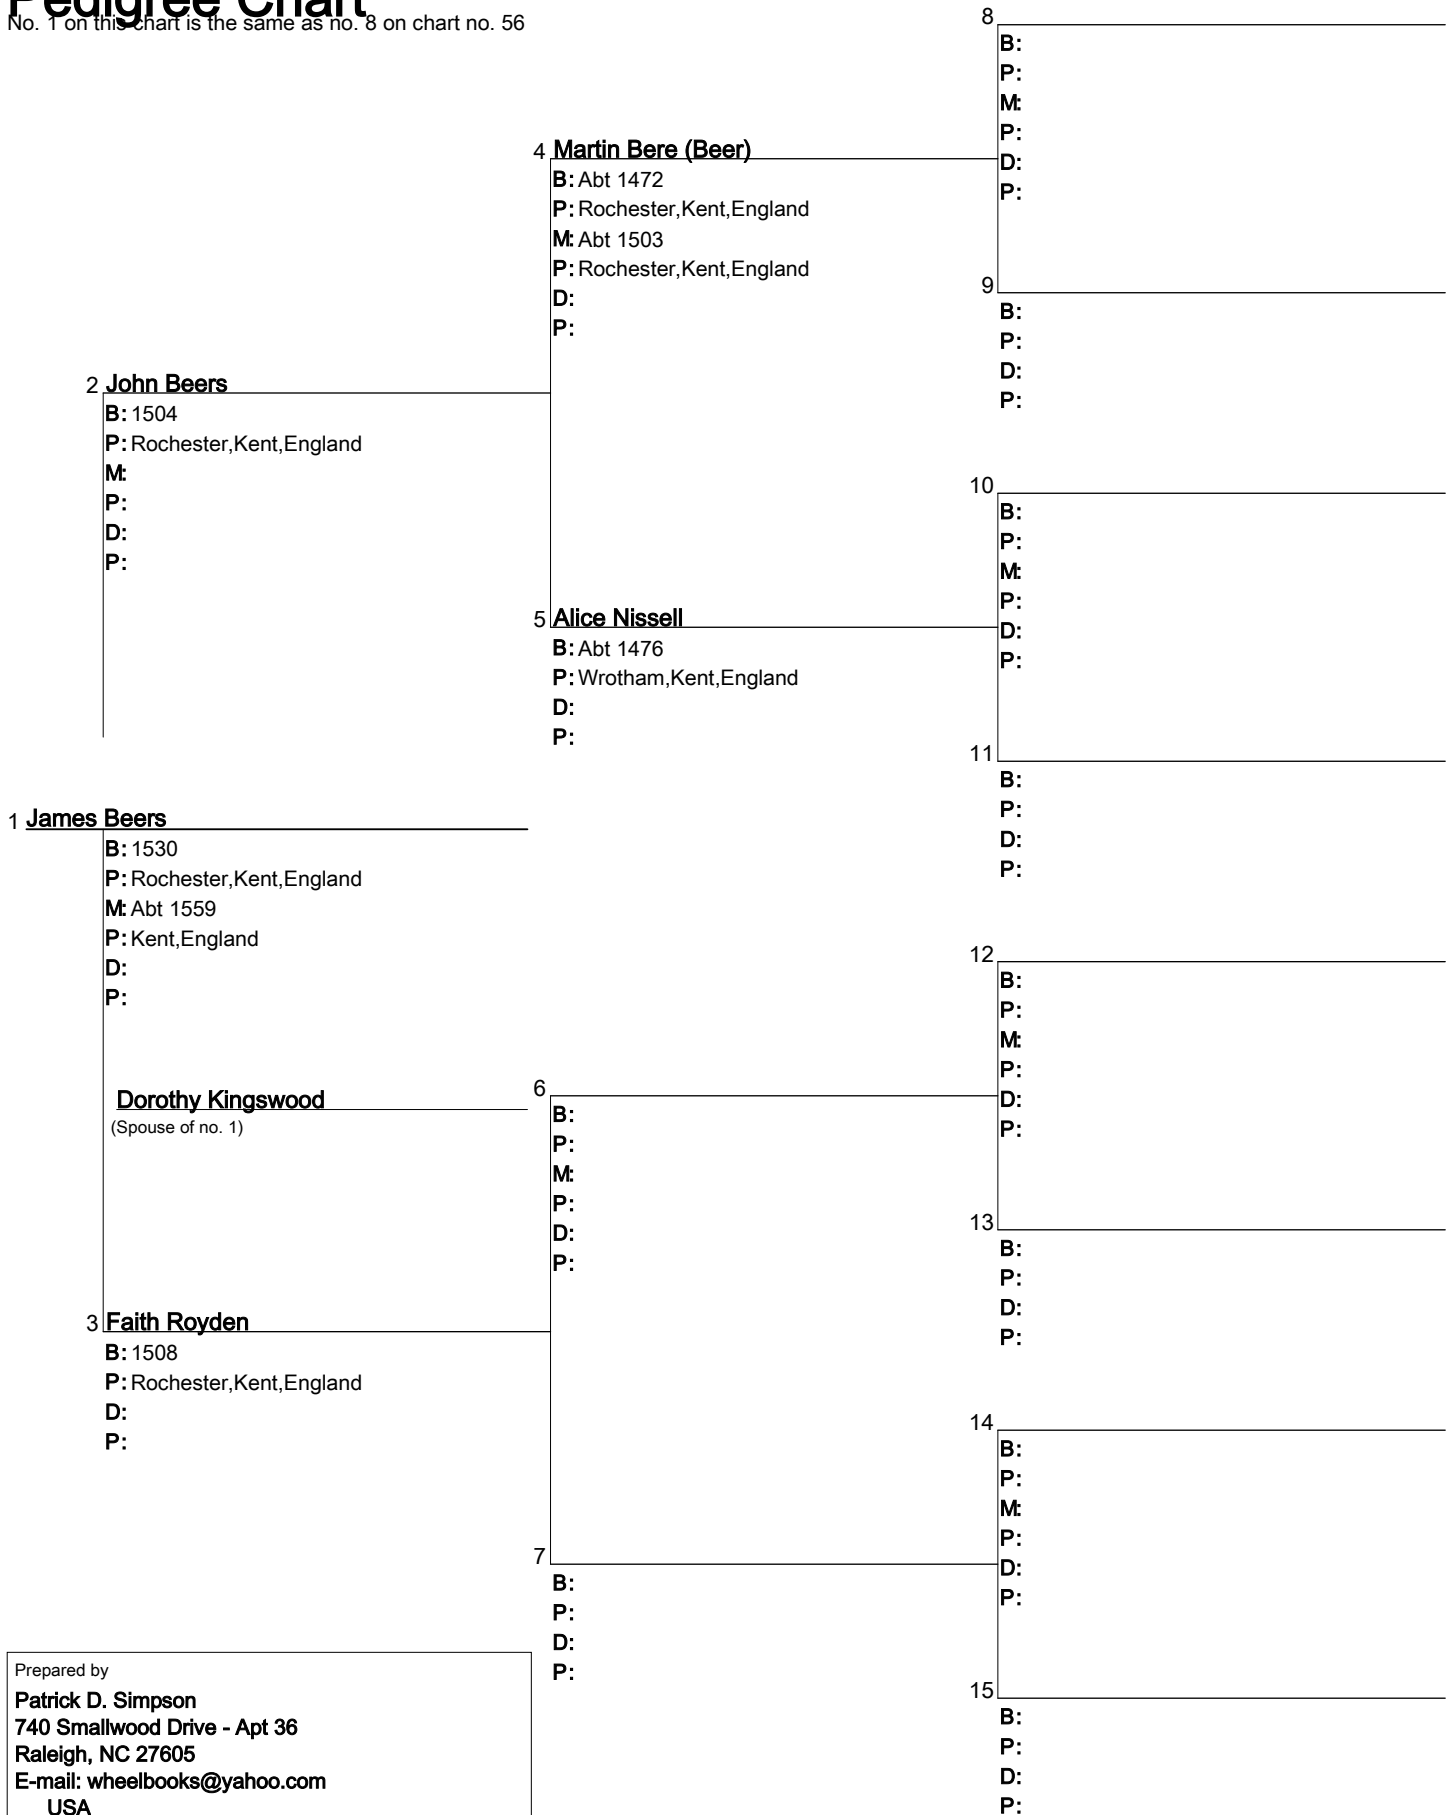 Pedigree Chart
No. 1 on this chart is the same as no. 8 on chart no. 56
8
B:
P:
M:
P:
D:
P:
4 Martin Bere (Beer)
B: Abt 1472
P: Rochester,Kent,England
M: Abt 1503
P: Rochester,Kent,England
D:
P:
9
B:
P:
D:
P:
2 John Beers
B: 1504
P: Rochester,Kent,England
M:
P:
D:
P:
10
B:
P:
M:
P:
D:
P:
5 Alice Nissell
B: Abt 1476
P: Wrotham,Kent,England
D:
P:
11
B:
P:
D:
P:
1 James Beers
B: 1530
P: Rochester,Kent,England
M: Abt 1559
P: Kent,England
D:
P:
12
B:
P:
M:
P:
D:
P:
Dorothy Kingswood
(Spouse of no. 1)
6
B:
P:
M:
P:
D:
P:
13
B:
P:
D:
P:
3 Faith Royden
B: 1508
P: Rochester,Kent,England
D:
P:
14
B:
P:
M:
P:
D:
P:
7
B:
P:
D:
P:
15
B:
P:
D:
P:
Prepared by
Patrick D. Simpson
740 Smallwood Drive - Apt 36
Raleigh, NC 27605
E-mail: wheelbooks@yahoo.com
USA